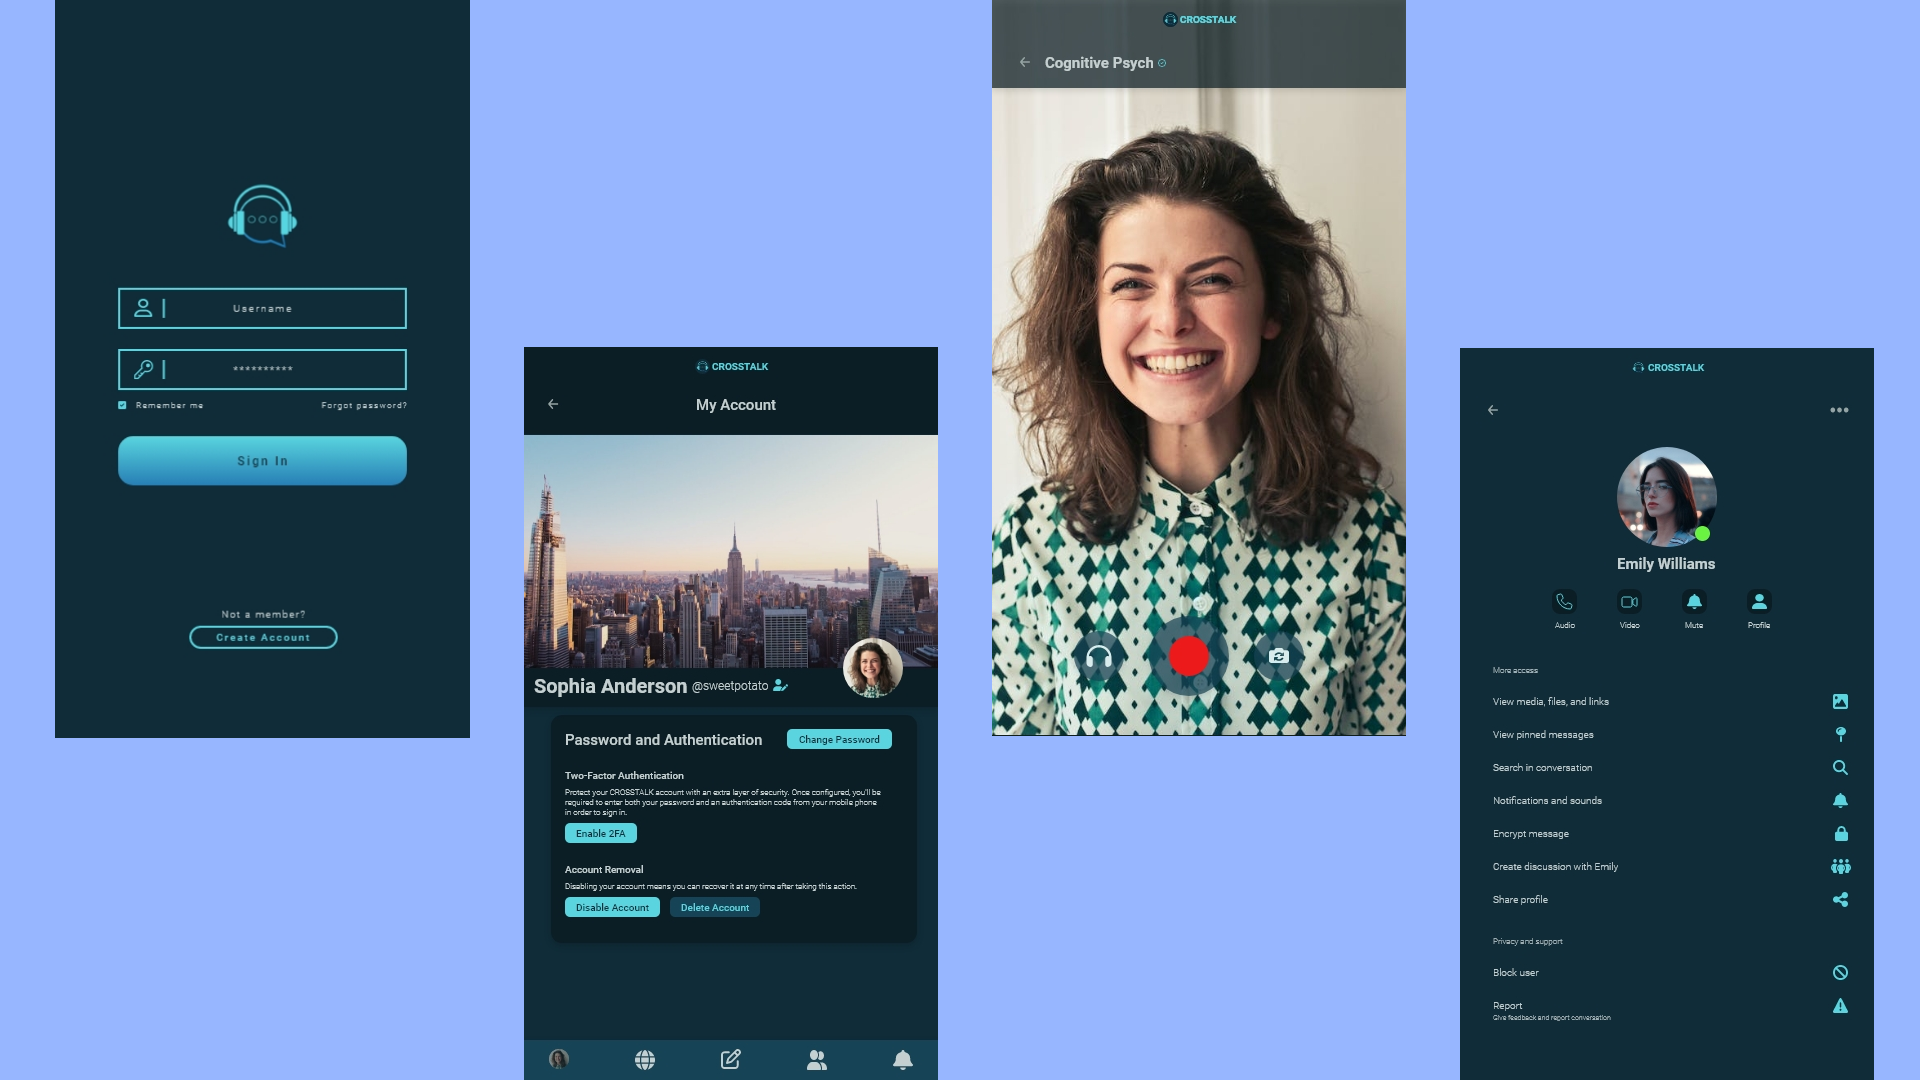 Username
**********
Remember me
Forgot password?
Sign In
Not a member?
Create Account
CROSSTALK
My Account
Sophia Anderson @sweetpotato
Password and Authentication
Change Password
Two-Factor Authentication
Protect your CROSSTALK account with an extra layer of security. Once configured, you'll be
required to enter both your password and an authentication code from your mobile phone
in order to sign in.
Enable 2FA
Account Removal
Disabling your account means you can recover it at any time after taking this action.
Disable Account
Delete Account
CROSSTALK
Cognitive Psych
CROSSTALK
Emily Williams
Audio
Video
Mute
Profile
More access
View media, files, and links
View pinned messages
Search in conversation
Notifications and sounds
Encrypt message
Create discussion with Emily
Share profile
Privacy and support
Block user
Report
Give feedback and report conversation